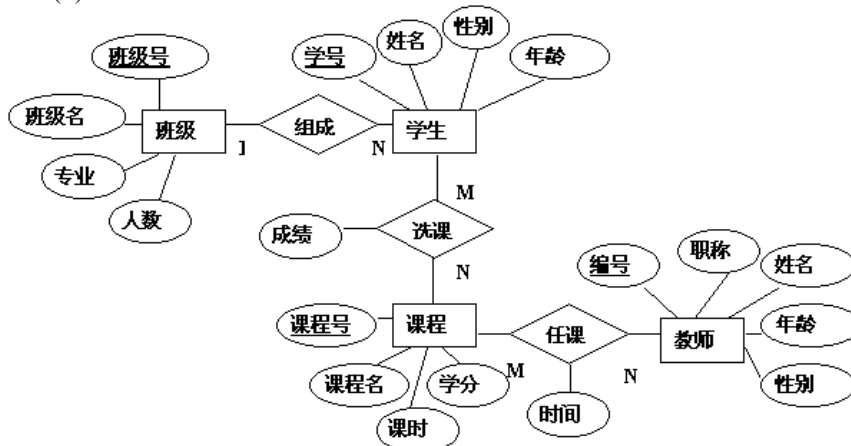 班级号
班级名
班级
专业
人数
1
组成
N
学号
姓名
性别
年龄
学生
M
选课
成绩
N
课程号
课程
课程名
课时
学分
M
任课
时间
N
编号
职称
姓名
年龄
性别
教师